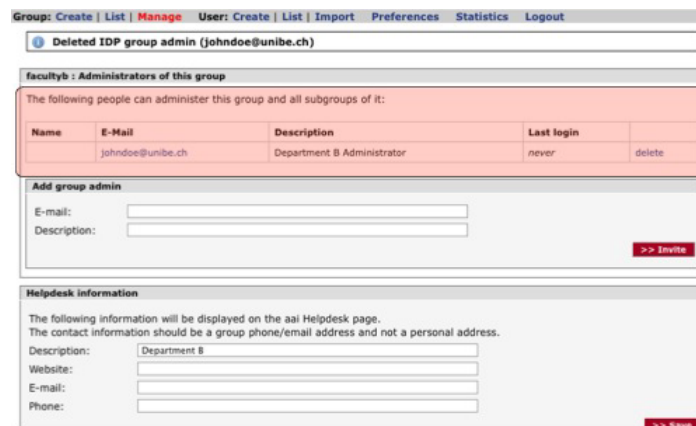 Group: Create | List | Manage User: Create | List | Import Preferences Statistics Logout
Deleted IDP group admin (johndoe@unibe.ch)
facultyb : Administrators of this group
The following people can administer this group and all subgroups of it:
Name E-Mail Description Last login
johndoe@unibe.ch Department B Administrator never delete
Add group admin
E-mail:
Description:
>> Invite
Helpdesk information
The following information will be displayed on the aai Helpdesk page.
The contact information should be a group phone/email address and not a personal address.
Description: Department B
Website:
E-mail:
Phone:
>> Save